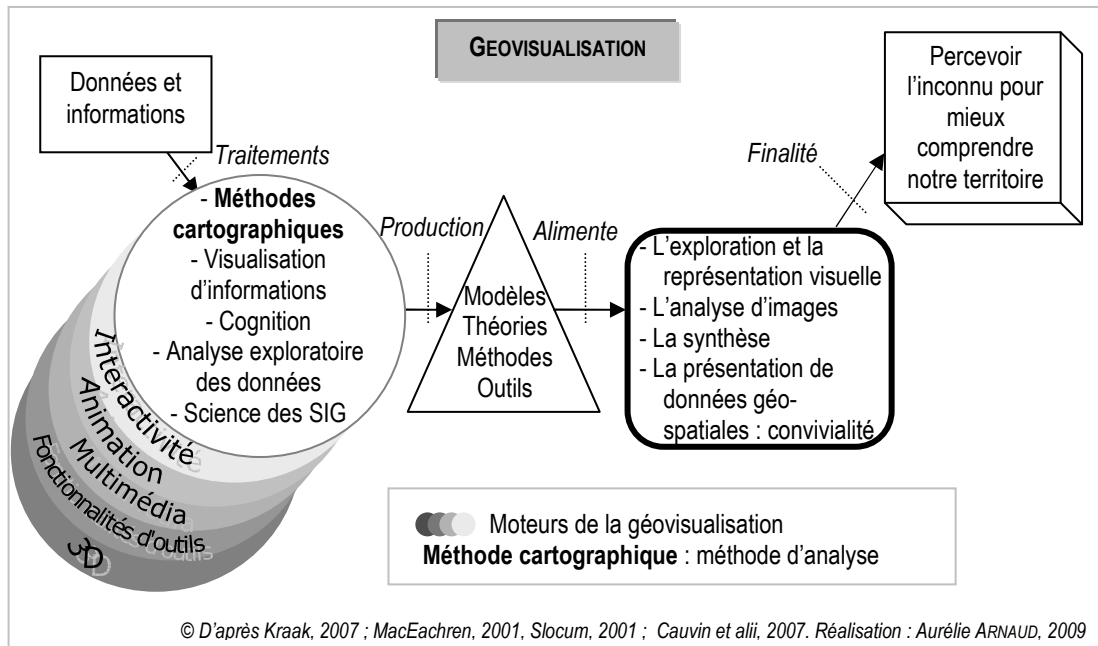 GEOVISUALISATION
Données et
informations
Traitements
- Méthodes
cartographiques
- Visualisation
d'informations
- Cognition
- Analyse exploratoire
des données
- Science des SIG
Interactivité
Animation
Multimédia
Fonctionnalités d'outils
3D
Production
Modèles
Théories
Méthodes
Outils
Alimente
- L'exploration et la
représentation visuelle
- L'analyse d'images
- La synthèse
- La présentation de
données géo-
spatiales : convivialité
Finalité
Percevoir
l'inconnu pour
mieux
comprendre
notre territoire
Moteurs de la géovisualisation
Méthode cartographique : méthode d'analyse
© D'après Kraak, 2007 ; MacEachren, 2001, Slocum, 2001 ; Cauvin et alii, 2007. Réalisation : Aurélie ARNAUD, 2009